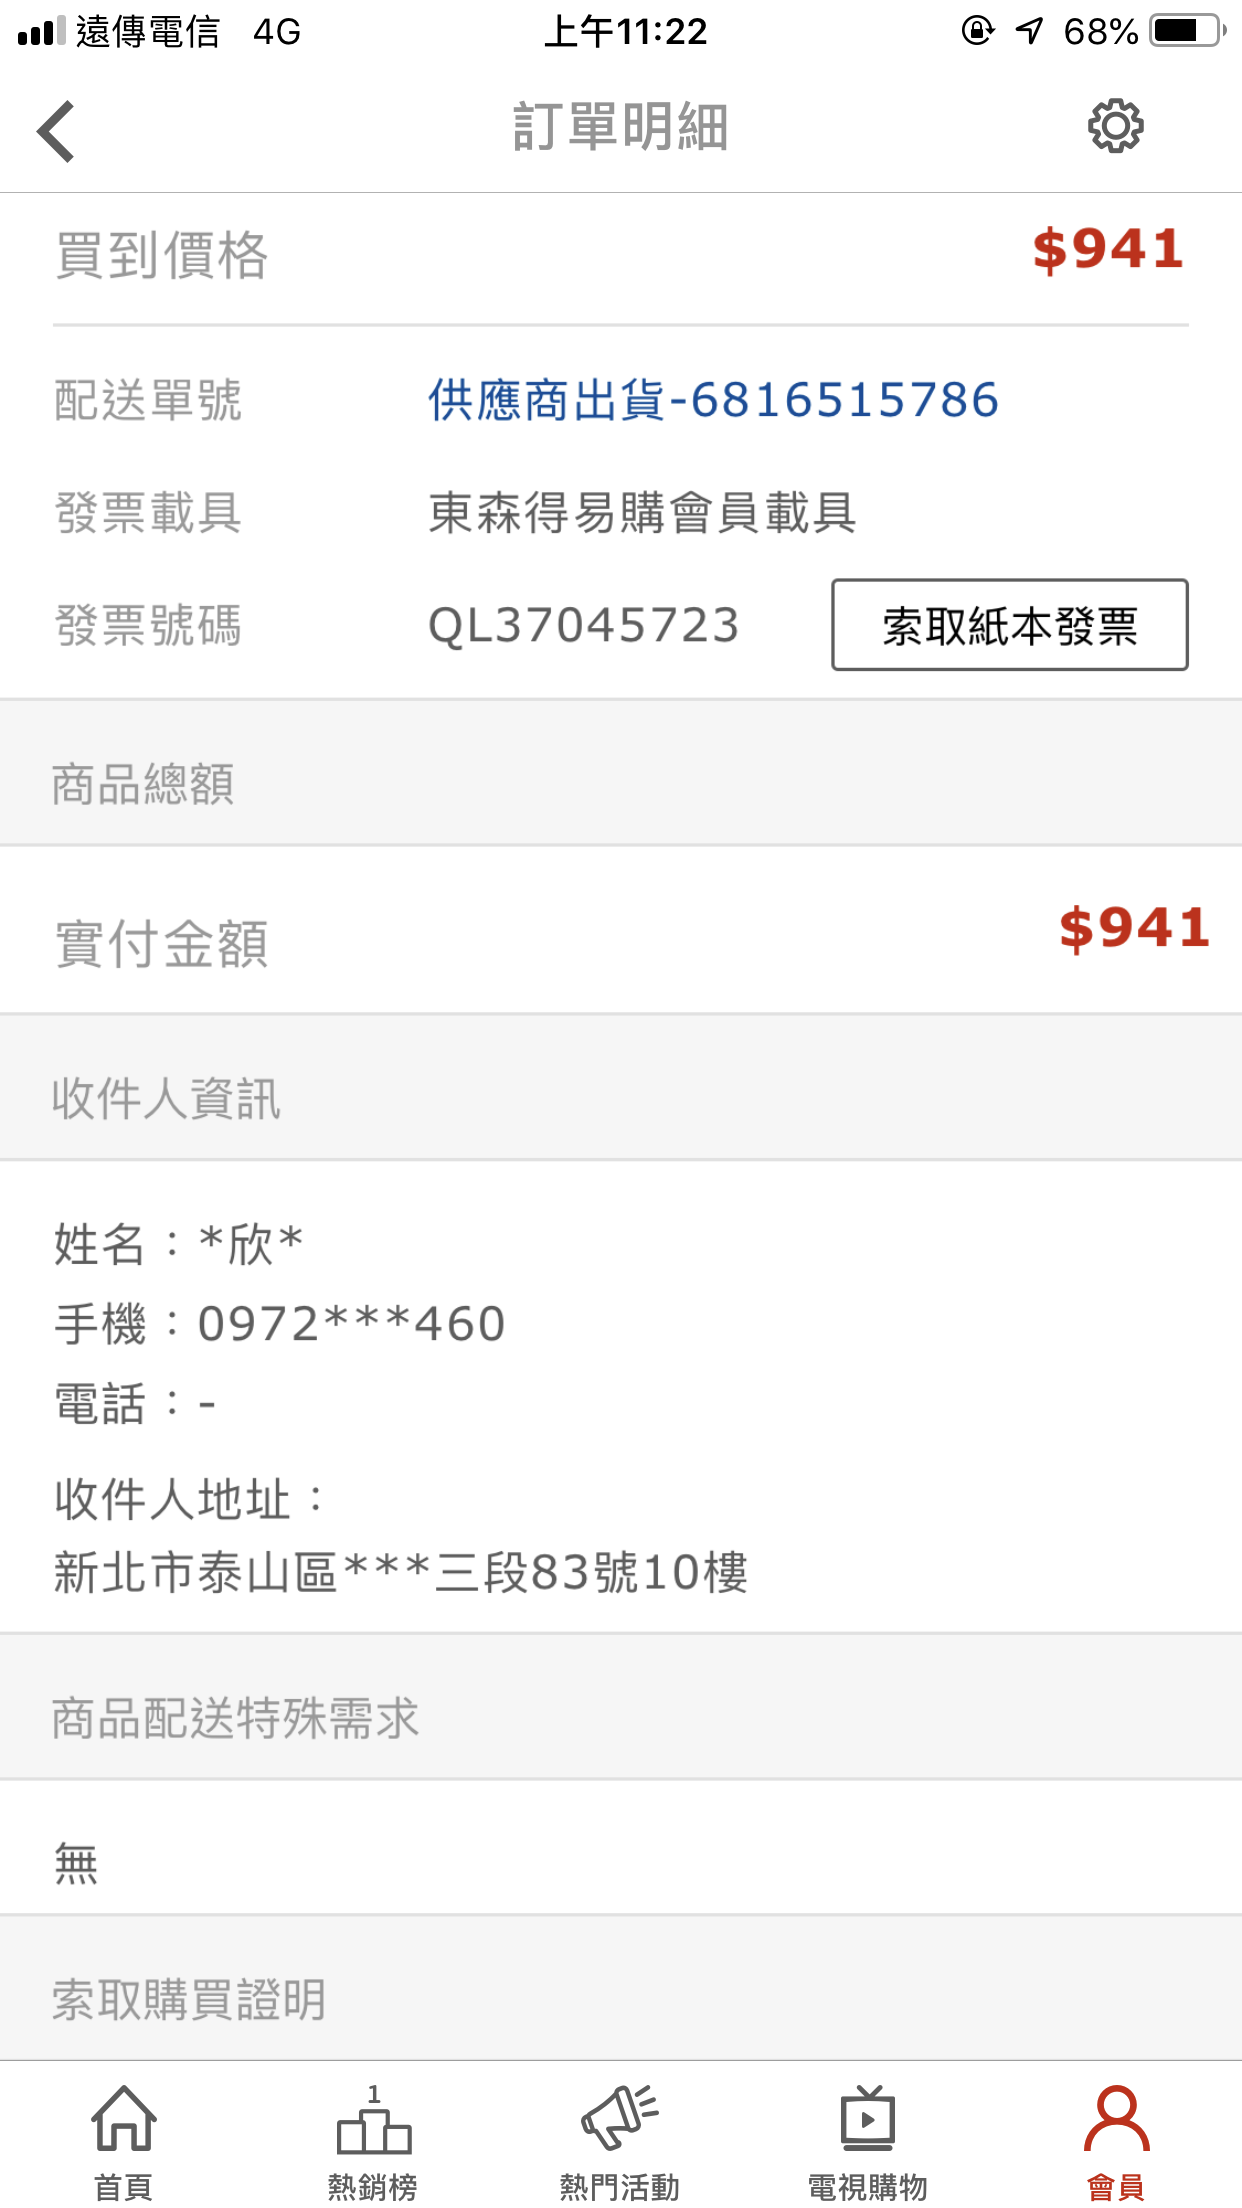 遠傳電信 4G 上午11:22 68%
訂單明細
買到價格 $941
配送單號 供應商出貨-6816515786
發票載具 東森得易購會員載具
發票號碼 QL37045723 索取紙本發票
商品總額
實付金額 $941
收件人資訊
姓名：*欣*
手機：0972***460
電話：-
收件人地址：
新北市泰山區***三段83號10樓
商品配送特殊需求
無
索取購買證明
1
首頁 熱銷榜 熱門活動 電視購物 會員